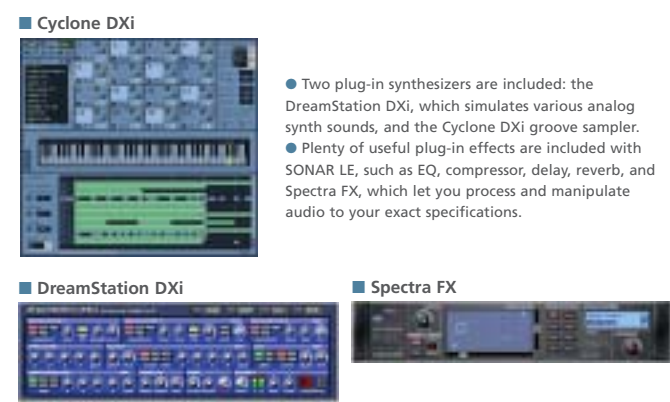 ■ Cyclone DXi
● Two plug-in synthesizers are included: the
DreamStation DXi, which simulates various analog
synth sounds, and the Cyclone DXi groove sampler.
● Plenty of useful plug-in effects are included with
SONAR LE, such as EQ, compressor, delay, reverb, and
Spectra FX, which let you process and manipulate
audio to your exact specifications.
■ DreamStation DXi
■ Spectra FX